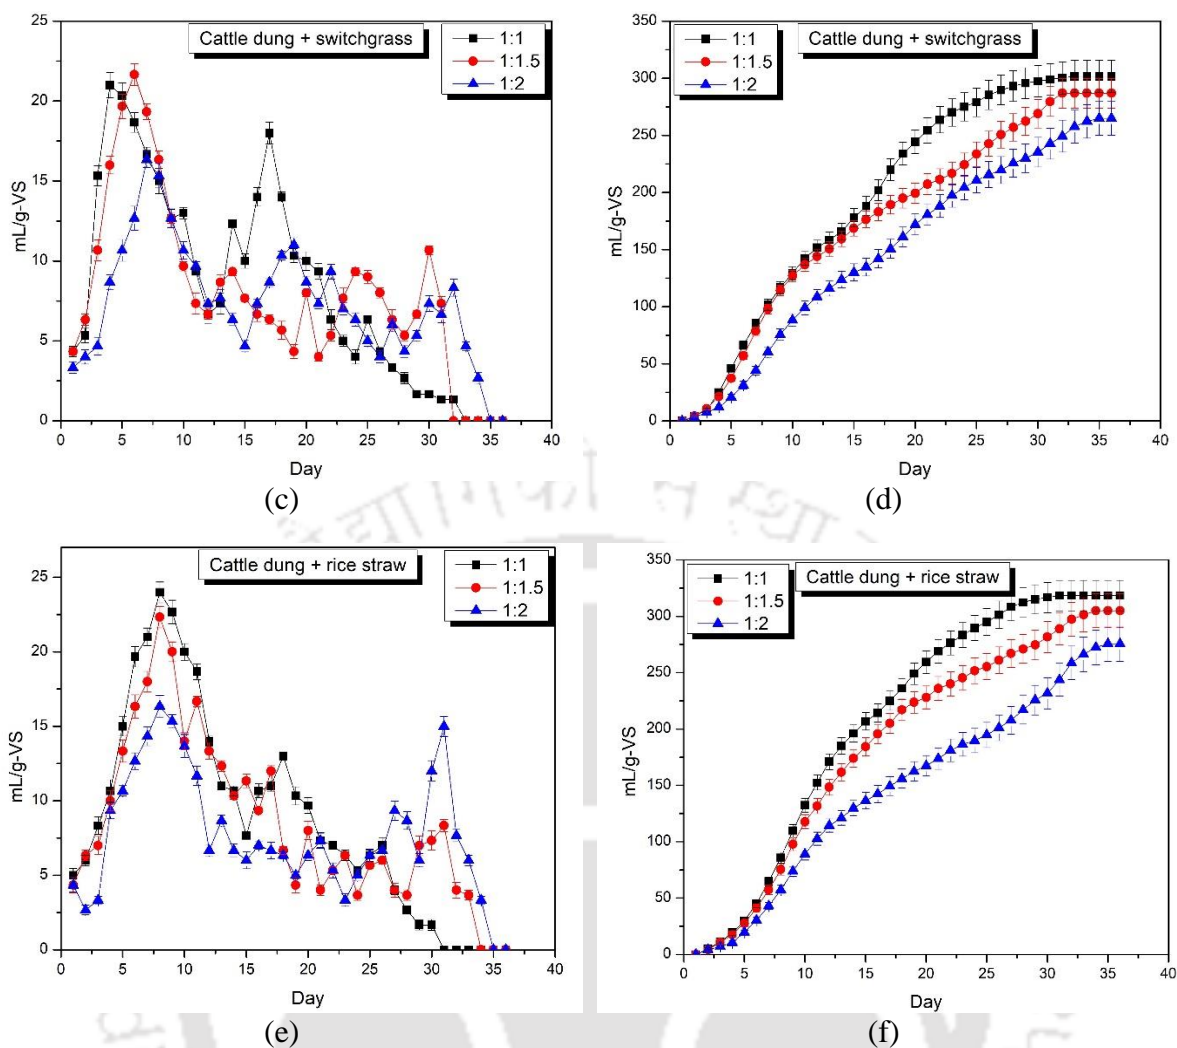 25
20
15
10
5
0
mL/g-VS
Cattle dung + switchgrass
1:1
1:1.5
1:2
0 5 10 15 20 25 30 35 40
Day
(c)
350
300
250
200
150
100
50
0
mL/g-VS
1:1
1:1.5
1:2
Cattle dung + switchgrass
0 5 10 15 20 25 30 35 40
Day
(d)
25
20
15
10
5
0
mL/g-VS
Cattle dung + rice straw
1:1
1:1.5
1:2
0 5 10 15 20 25 30 35 40
Day
(e)
350
300
250
200
150
100
50
0
mL/g-VS
1:1
1:1.5
1:2
Cattle dung + rice straw
0 5 10 15 20 25 30 35 40
Day
(f)